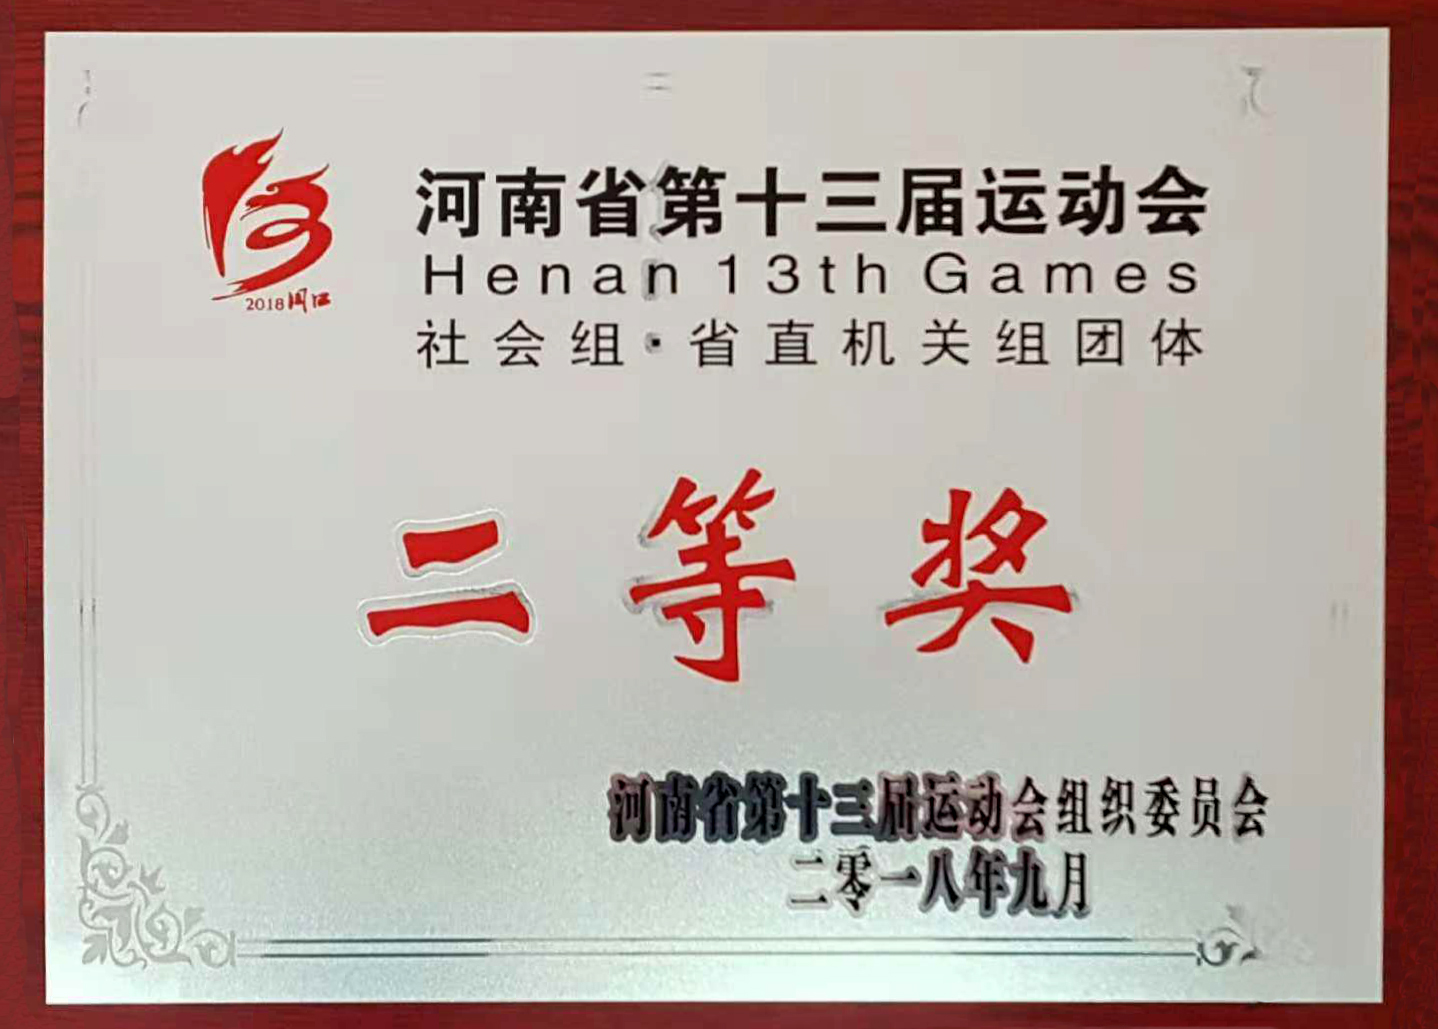 2018周口
河南省第十三届运动会
Henan 13th Games
社会组·省直机关组团体
二等奖
河南省第十三届运动会组织委员会
二零一八年九月